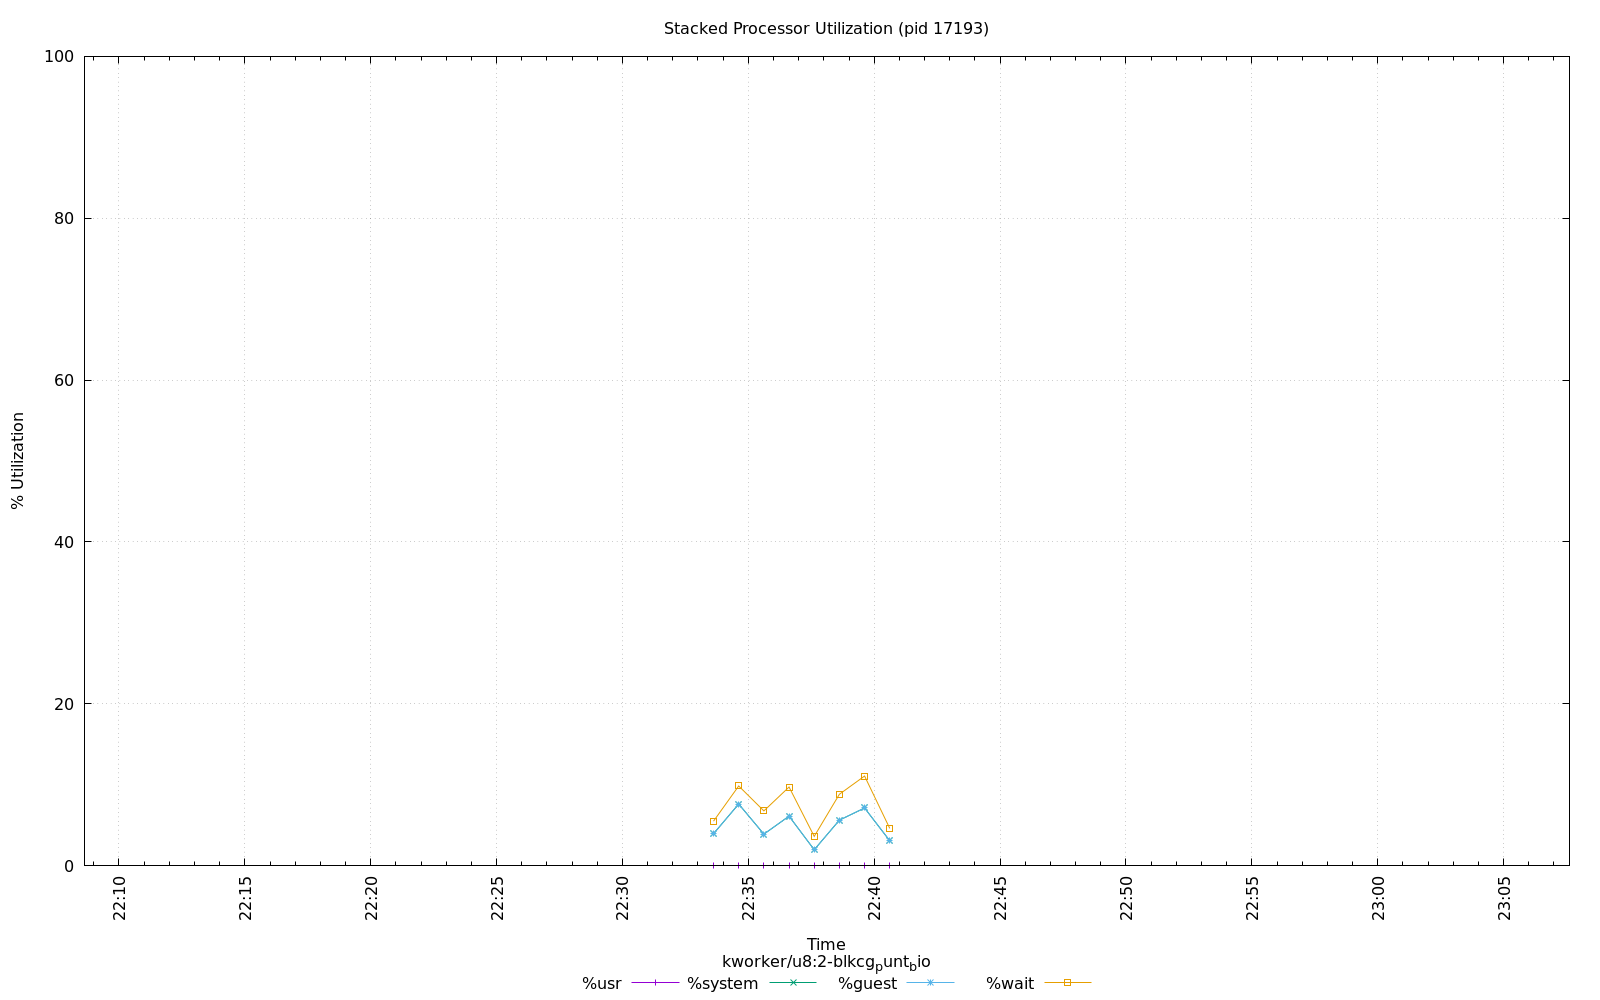 Stacked Processor Utilization (pid 17193)
100
80
60
40
20
0
% Utilization
22:10 22:15 22:20 22:25 22:30 22:35 22:40 22:45 22:50 22:55 23:00 23:05
Time
kworker/u8:2-blkcgpuntbio
%usr %system %guest %wait